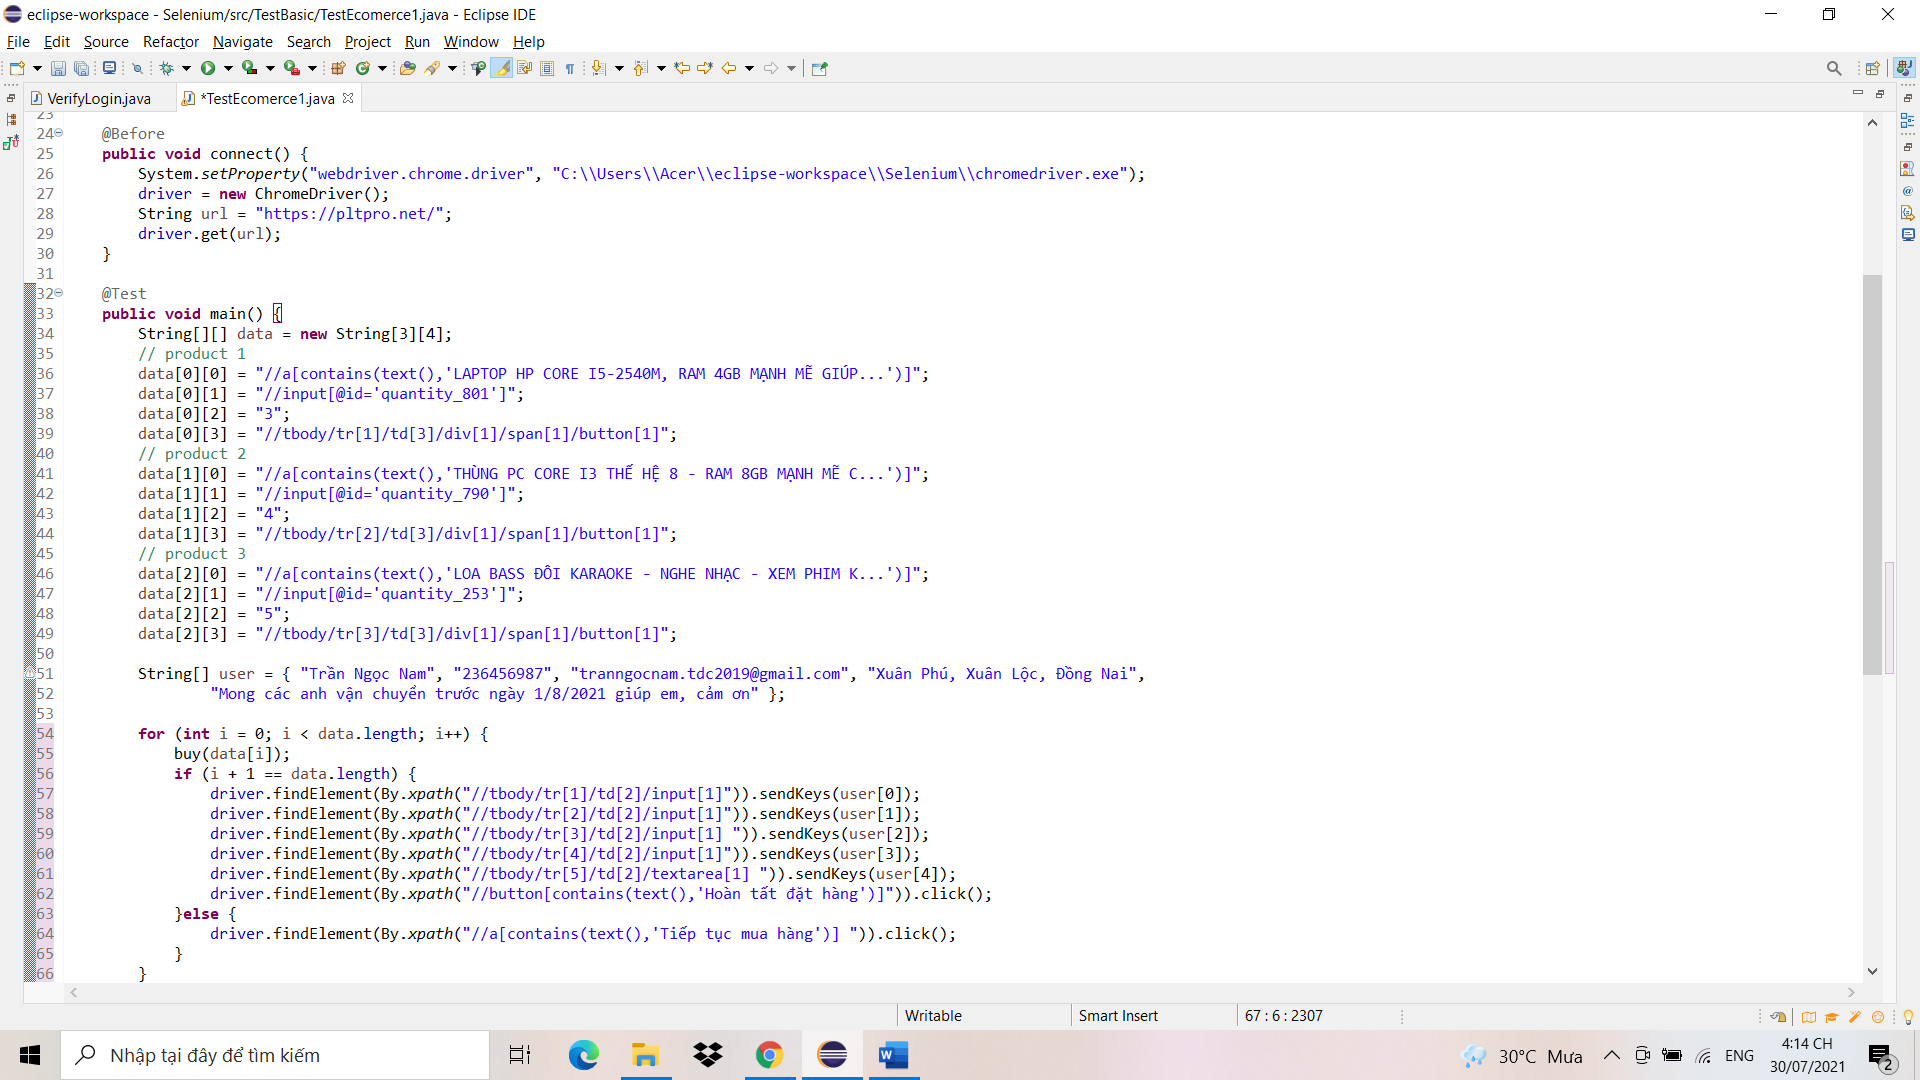 eclipse-workspace - Selenium/src/TestBasic/TestEcomerce1.java - Eclipse IDE
File Edit Source Refactor Navigate Search Project Run Window Help
VerifyLogin.java *TestEcomerce1.java
23
24 @Before
25 public void connect() {
26 System.setProperty("webdriver.chrome.driver", "C:\\Users\\Acer\\eclipse-workspace\\Selenium\\chromedriver.exe");
27 driver = new ChromeDriver();
28 String url = "https://pltpro.net/";
29 driver.get(url);
30 }
31
32 @Test
33 public void main() {
34 String[][] data = new String[3][4];
35 // product 1
36 data[0][0] = "//a[contains(text(),'LAPTOP HP CORE I5-2540M, RAM 4GB MẠNH MẼ GIÚP...')]";
37 data[0][1] = "//input[@id='quantity_801']";
38 data[0][2] = "3";
39 data[0][3] = "//tbody/tr[1]/td[3]/div[1]/span[1]/button[1]";
40 // product 2
41 data[1][0] = "//a[contains(text(),'THÙNG PC CORE I3 THẾ HỆ 8 - RAM 8GB MẠNH MẼ C...')]";
42 data[1][1] = "//input[@id='quantity_790']";
43 data[1][2] = "4";
44 data[1][3] = "//tbody/tr[2]/td[3]/div[1]/span[1]/button[1]";
45 // product 3
46 data[2][0] = "//a[contains(text(),'LOA BASS ĐÔI KARAOKE - NGHE NHẠC - XEM PHIM K...')]";
47 data[2][1] = "//input[@id='quantity_253']";
48 data[2][2] = "5";
49 data[2][3] = "//tbody/tr[3]/td[3]/div[1]/span[1]/button[1]";
50
51 String[] user = { "Trần Ngọc Nam", "236456987", "tranngocnam.tdc2019@gmail.com", "Xuân Phú, Xuân Lộc, Đồng Nai",
52 "Mong các anh vận chuyển trước ngày 1/8/2021 giúp em, cảm ơn" };
53
54 for (int i = 0; i < data.length; i++) {
55 buy(data[i]);
56 if (i + 1 == data.length) {
57 driver.findElement(By.xpath("//tbody/tr[1]/td[2]/input[1]")).sendKeys(user[0]);
58 driver.findElement(By.xpath("//tbody/tr[2]/td[2]/input[1]")).sendKeys(user[1]);
59 driver.findElement(By.xpath("//tbody/tr[3]/td[2]/input[1] ")).sendKeys(user[2]);
60 driver.findElement(By.xpath("//tbody/tr[4]/td[2]/input[1]")).sendKeys(user[3]);
61 driver.findElement(By.xpath("//tbody/tr[5]/td[2]/textarea[1] ")).sendKeys(user[4]);
62 driver.findElement(By.xpath("//button[contains(text(),'Hoàn tất đặt hàng')]")).click();
63 }else {
64 driver.findElement(By.xpath("//a[contains(text(),'Tiếp tục mua hàng')] ")).click();
65 }
66 }
Writable Smart Insert 67 : 6 : 2307
Nhập tại đây để tìm kiếm
30°C Mưa ENG 4:14 CH
30/07/2021
2